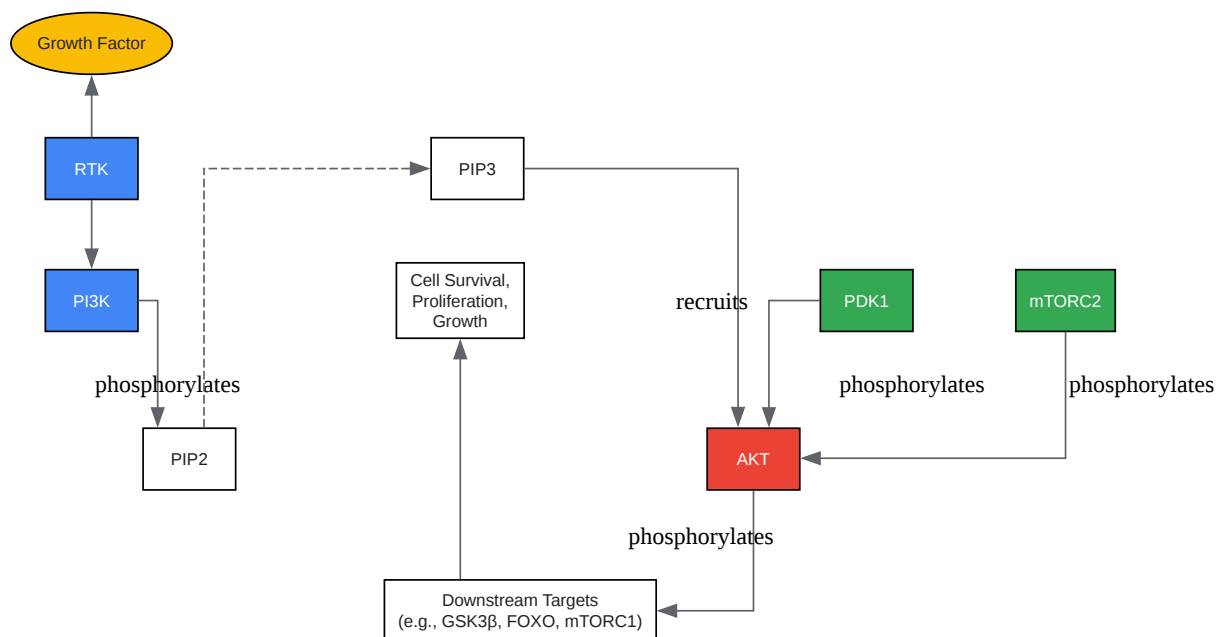 Growth Factor
RTK
PIP3
Cell Survival,
Proliferation,
Growth
PI3K
recruits
PDK1
mTORC2
phosphorylates
phosphorylates
phosphorylates
PIP2
AKT
phosphorylates
Downstream Targets
(e.g., GSK3β, FOXO, mTORC1)